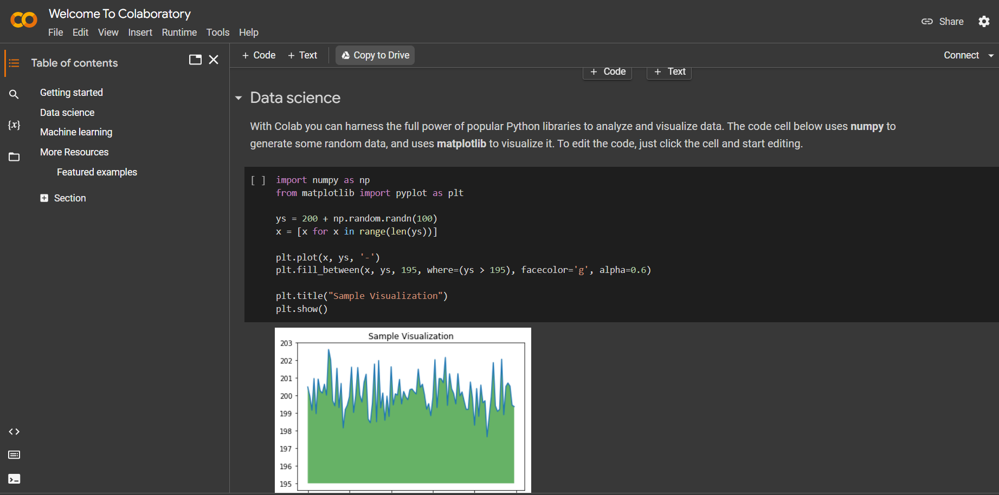 Welcome To Colaboratory
File Edit View Insert Runtime Tools Help
Share
Table of contents
Getting started
Data science
Machine learning
More Resources
Featured examples
Section
+ Code + Text Copy to Drive
Connect
+ Code + Text
Data science
With Colab you can harness the full power of popular Python libraries to analyze and visualize data. The code cell below uses numpy to
generate some random data, and uses matplotlib to visualize it. To edit the code, just click the cell and start editing.
[ ] import numpy as np
from matplotlib import pyplot as plt
ys = 200 + np.random.randn(100)
x = [x for x in range(len(ys))]
plt.plot(x, ys, '-')
plt.fill_between(x, ys, 195, where=(ys > 195), facecolor='g', alpha=0.6)
plt.title("Sample Visualization")
plt.show()
Sample Visualization
203
202
201
200
199
198
197
196
195